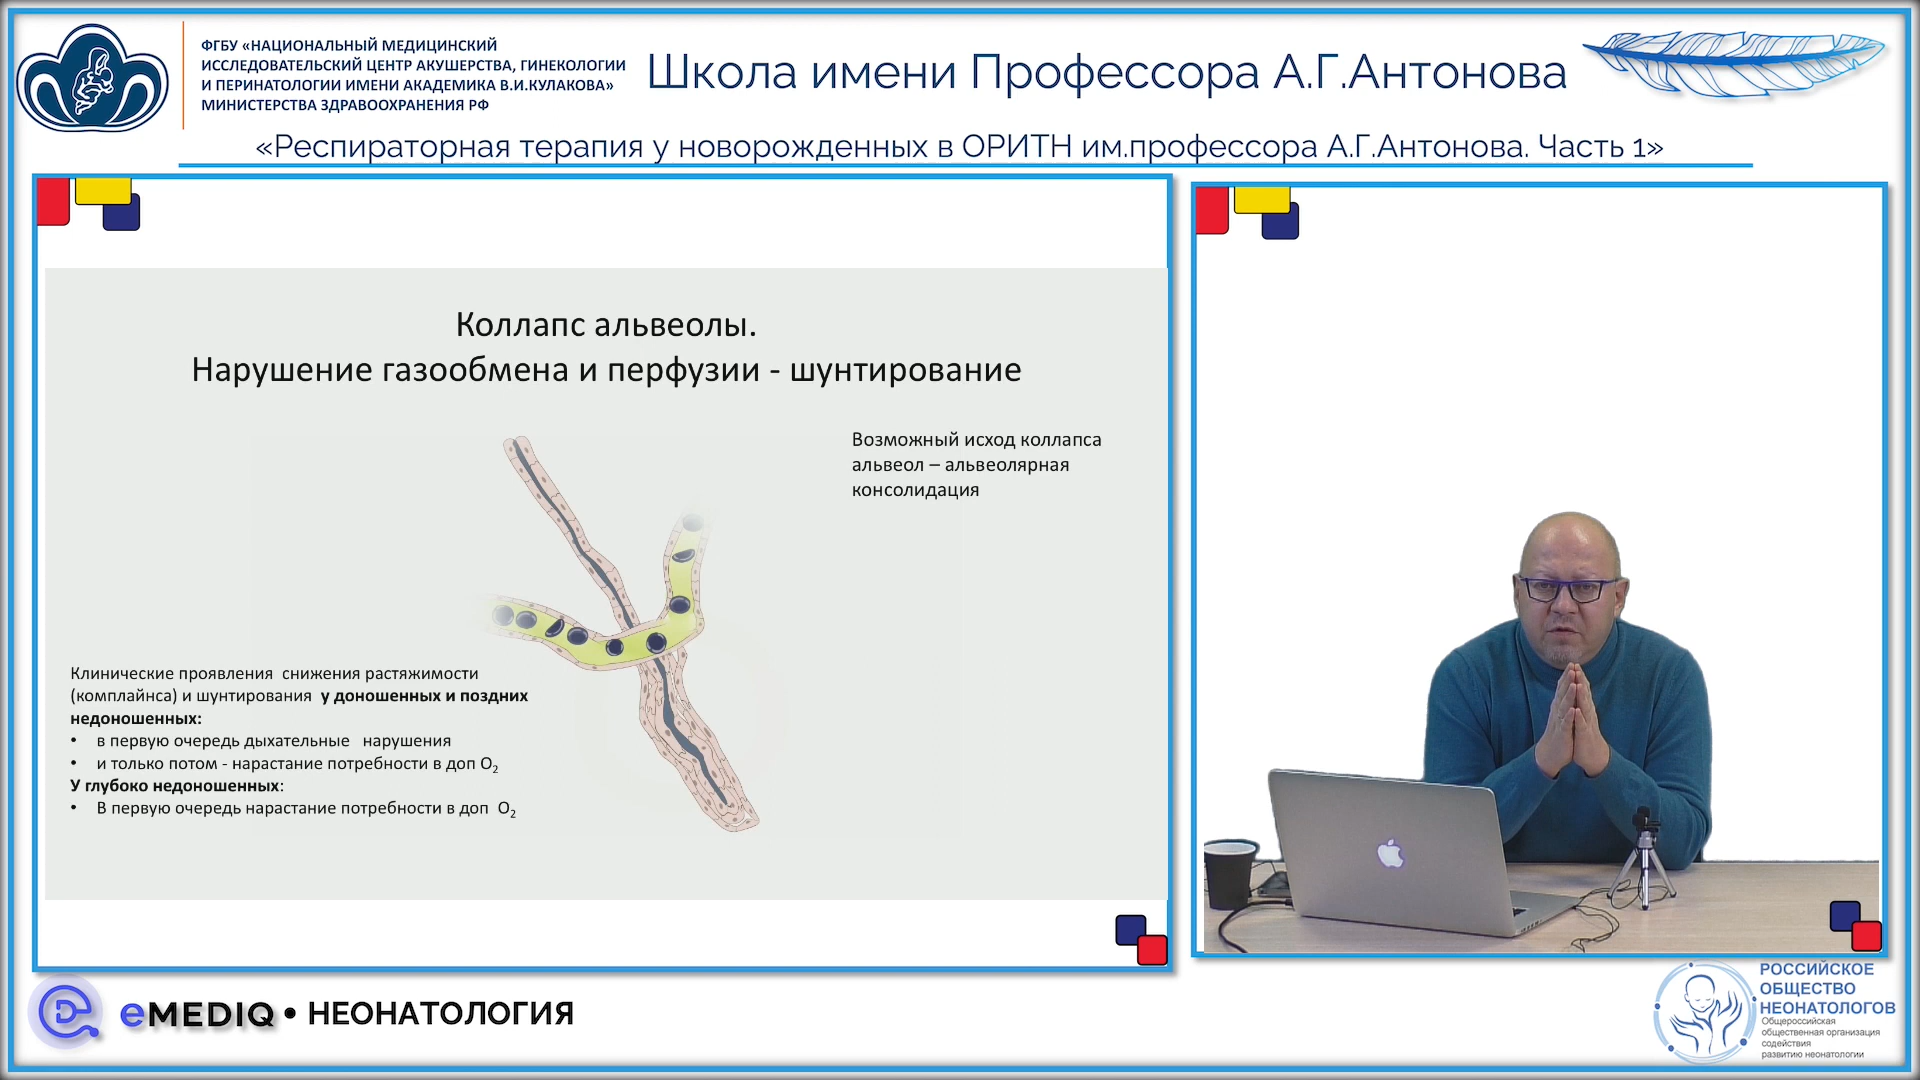 ФГБУ «НАЦИОНАЛЬНЫЙ МЕДИЦИНСКИЙ
ИССЛЕДОВАТЕЛЬСКИЙ ЦЕНТР АКУШЕРСТВА, ГИНЕКОЛОГИИ
И ПЕРИНАТОЛОГИИ ИМЕНИ АКАДЕМИКА В.И.КУЛАКОВА»
МИНИСТЕРСТВА ЗДРАВООХРАНЕНИЯ РФ
Школа имени Профессора А.Г.Антонова
«Респираторная терапия у новорожденных в ОРИТН им.профессора А.Г.Антонова. Часть 1»
Коллапс альвеолы.
Нарушение газообмена и перфузии - шунтирование
Возможный исход коллапса
альвеол – альвеолярная
консолидация
Клинические проявления снижения растяжимости
(комплайнса) и шунтирования у доношенных и поздних
недоношенных:
• в первую очередь дыхательные нарушения
• и только потом - нарастание потребности в доп O₂
У глубоко недоношенных:
• В первую очередь нарастание потребности в доп O₂
eMEDIQ • НЕОНАТОЛОГИЯ
РОССИЙСКОЕ
ОБЩЕСТВО
НЕОНАТОЛОГОВ
Общероссийская
общественная организация
содействия
развитию неонатологии